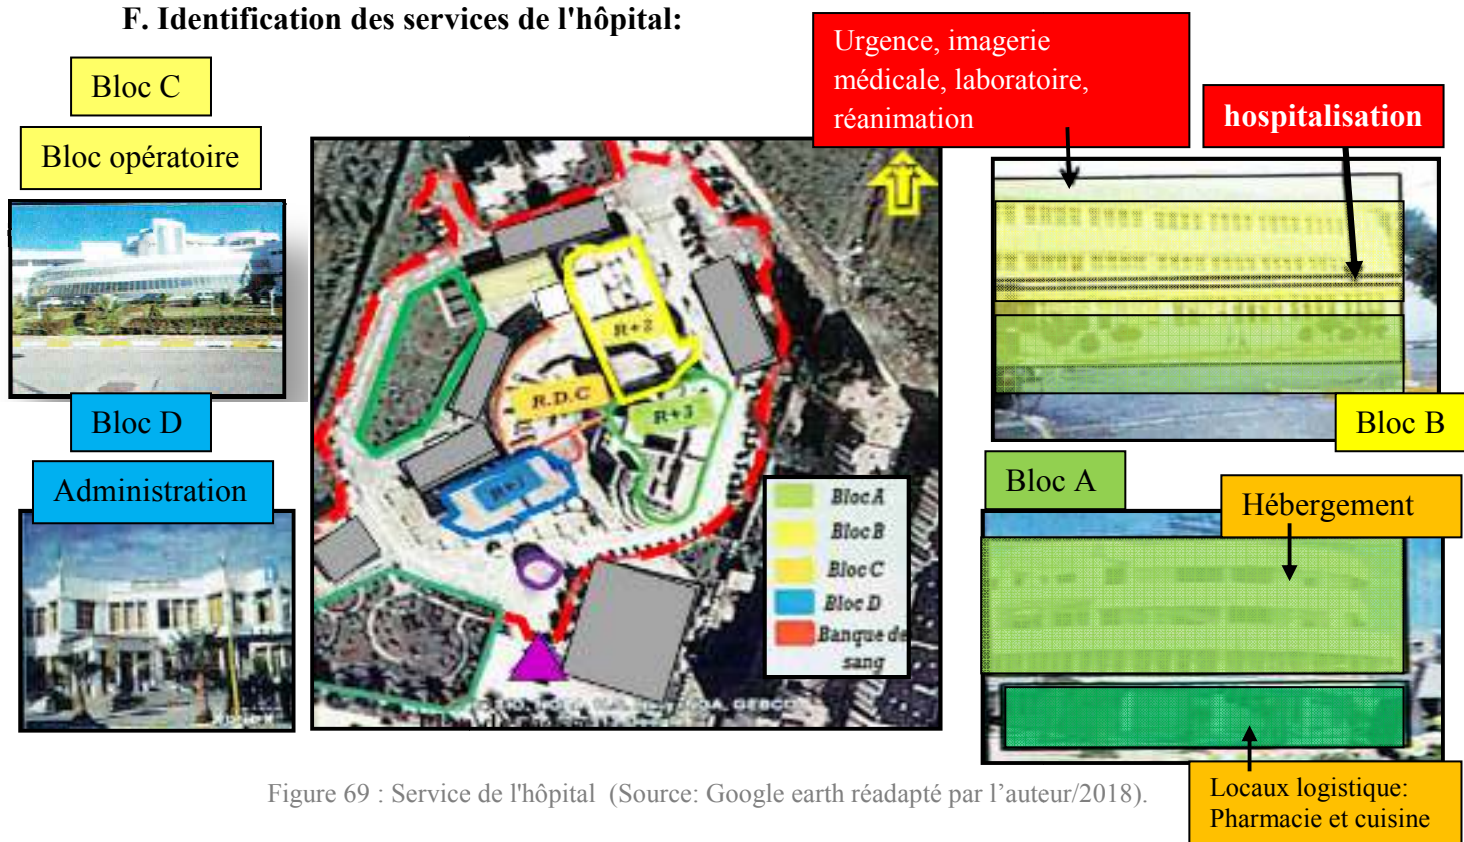 F. Identification des services de l'hôpital:
Bloc C
Bloc opératoire
Bloc D
Administration
Urgence, imagerie
médicale, laboratoire,
réanimation
hospitalisation
Bloc B
Bloc A
Hébergement
Locaux logistique:
Pharmacie et cuisine
R+2
R.D.C
R+3
Bloc A
Bloc B
Bloc C
Bloc D
Banque de
sang
Figure 69 : Service de l'hôpital (Source: Google earth réadapté par l’auteur/2018).